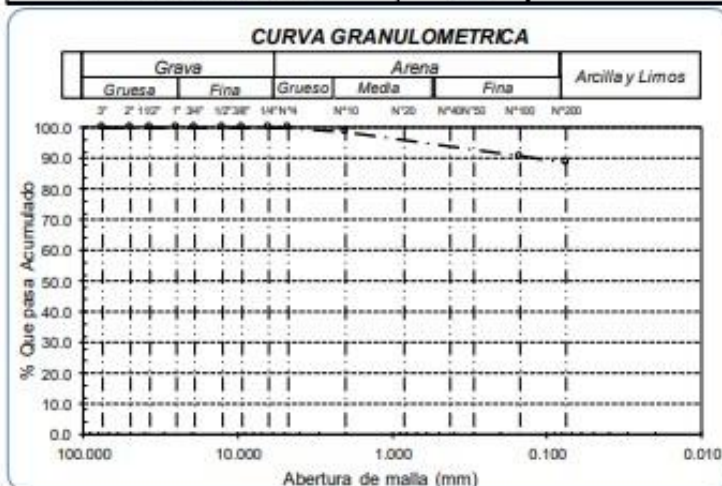 CURVA GRANULOMETRICA
Grava Arena Arcilla y Limos
Gruesa Fina Grueso Media Fina
3" 2" 1 1/2" 1" 3/4" 1/2" 3/8" 1/4" N°4 N°10 N°20 N°40 N°50 N°100 N°200
% Que pasa Acumulado
100.0
90.0
80.0
70.0
60.0
50.0
40.0
30.0
20.0
10.0
0.0
100.000 10.000 1.000 0.100 0.010
Abertura de malla (mm)